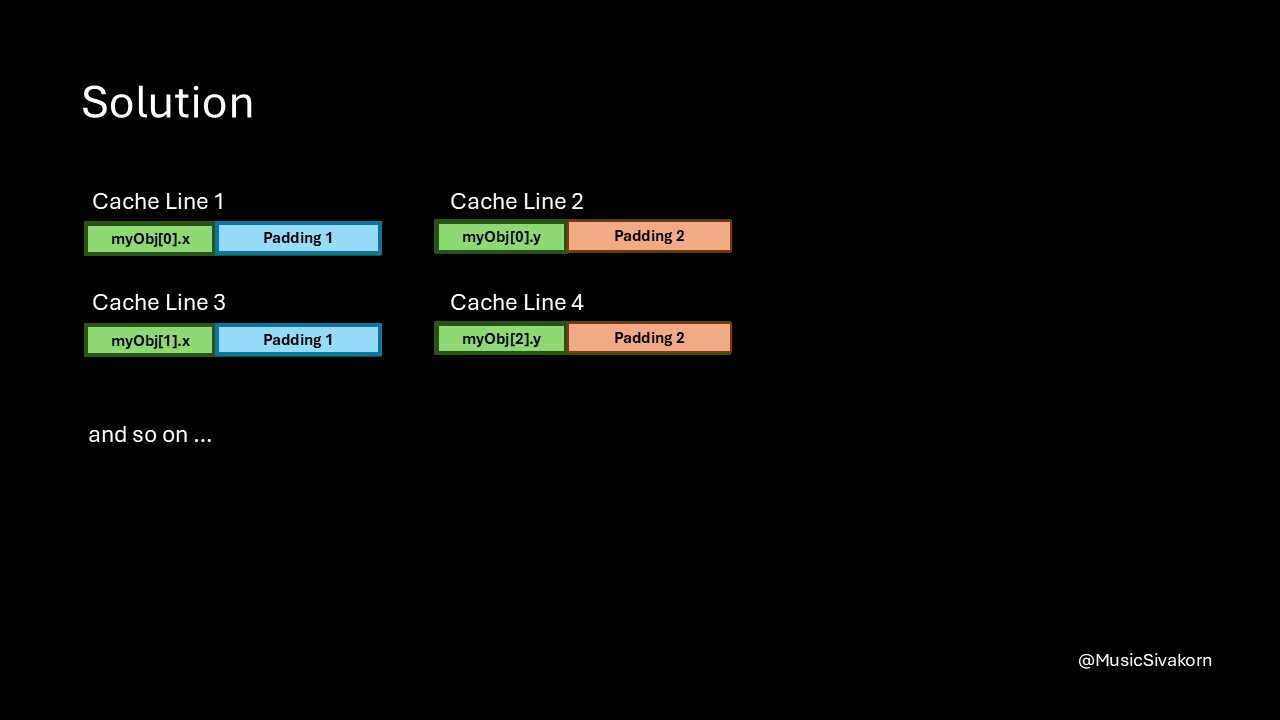 Solution
Cache Line 1
myObj[0].x Padding 1
Cache Line 2
myObj[0].y Padding 2
Cache Line 3
myObj[1].x Padding 1
Cache Line 4
myObj[2].y Padding 2
and so on ...
@MusicSivakorn